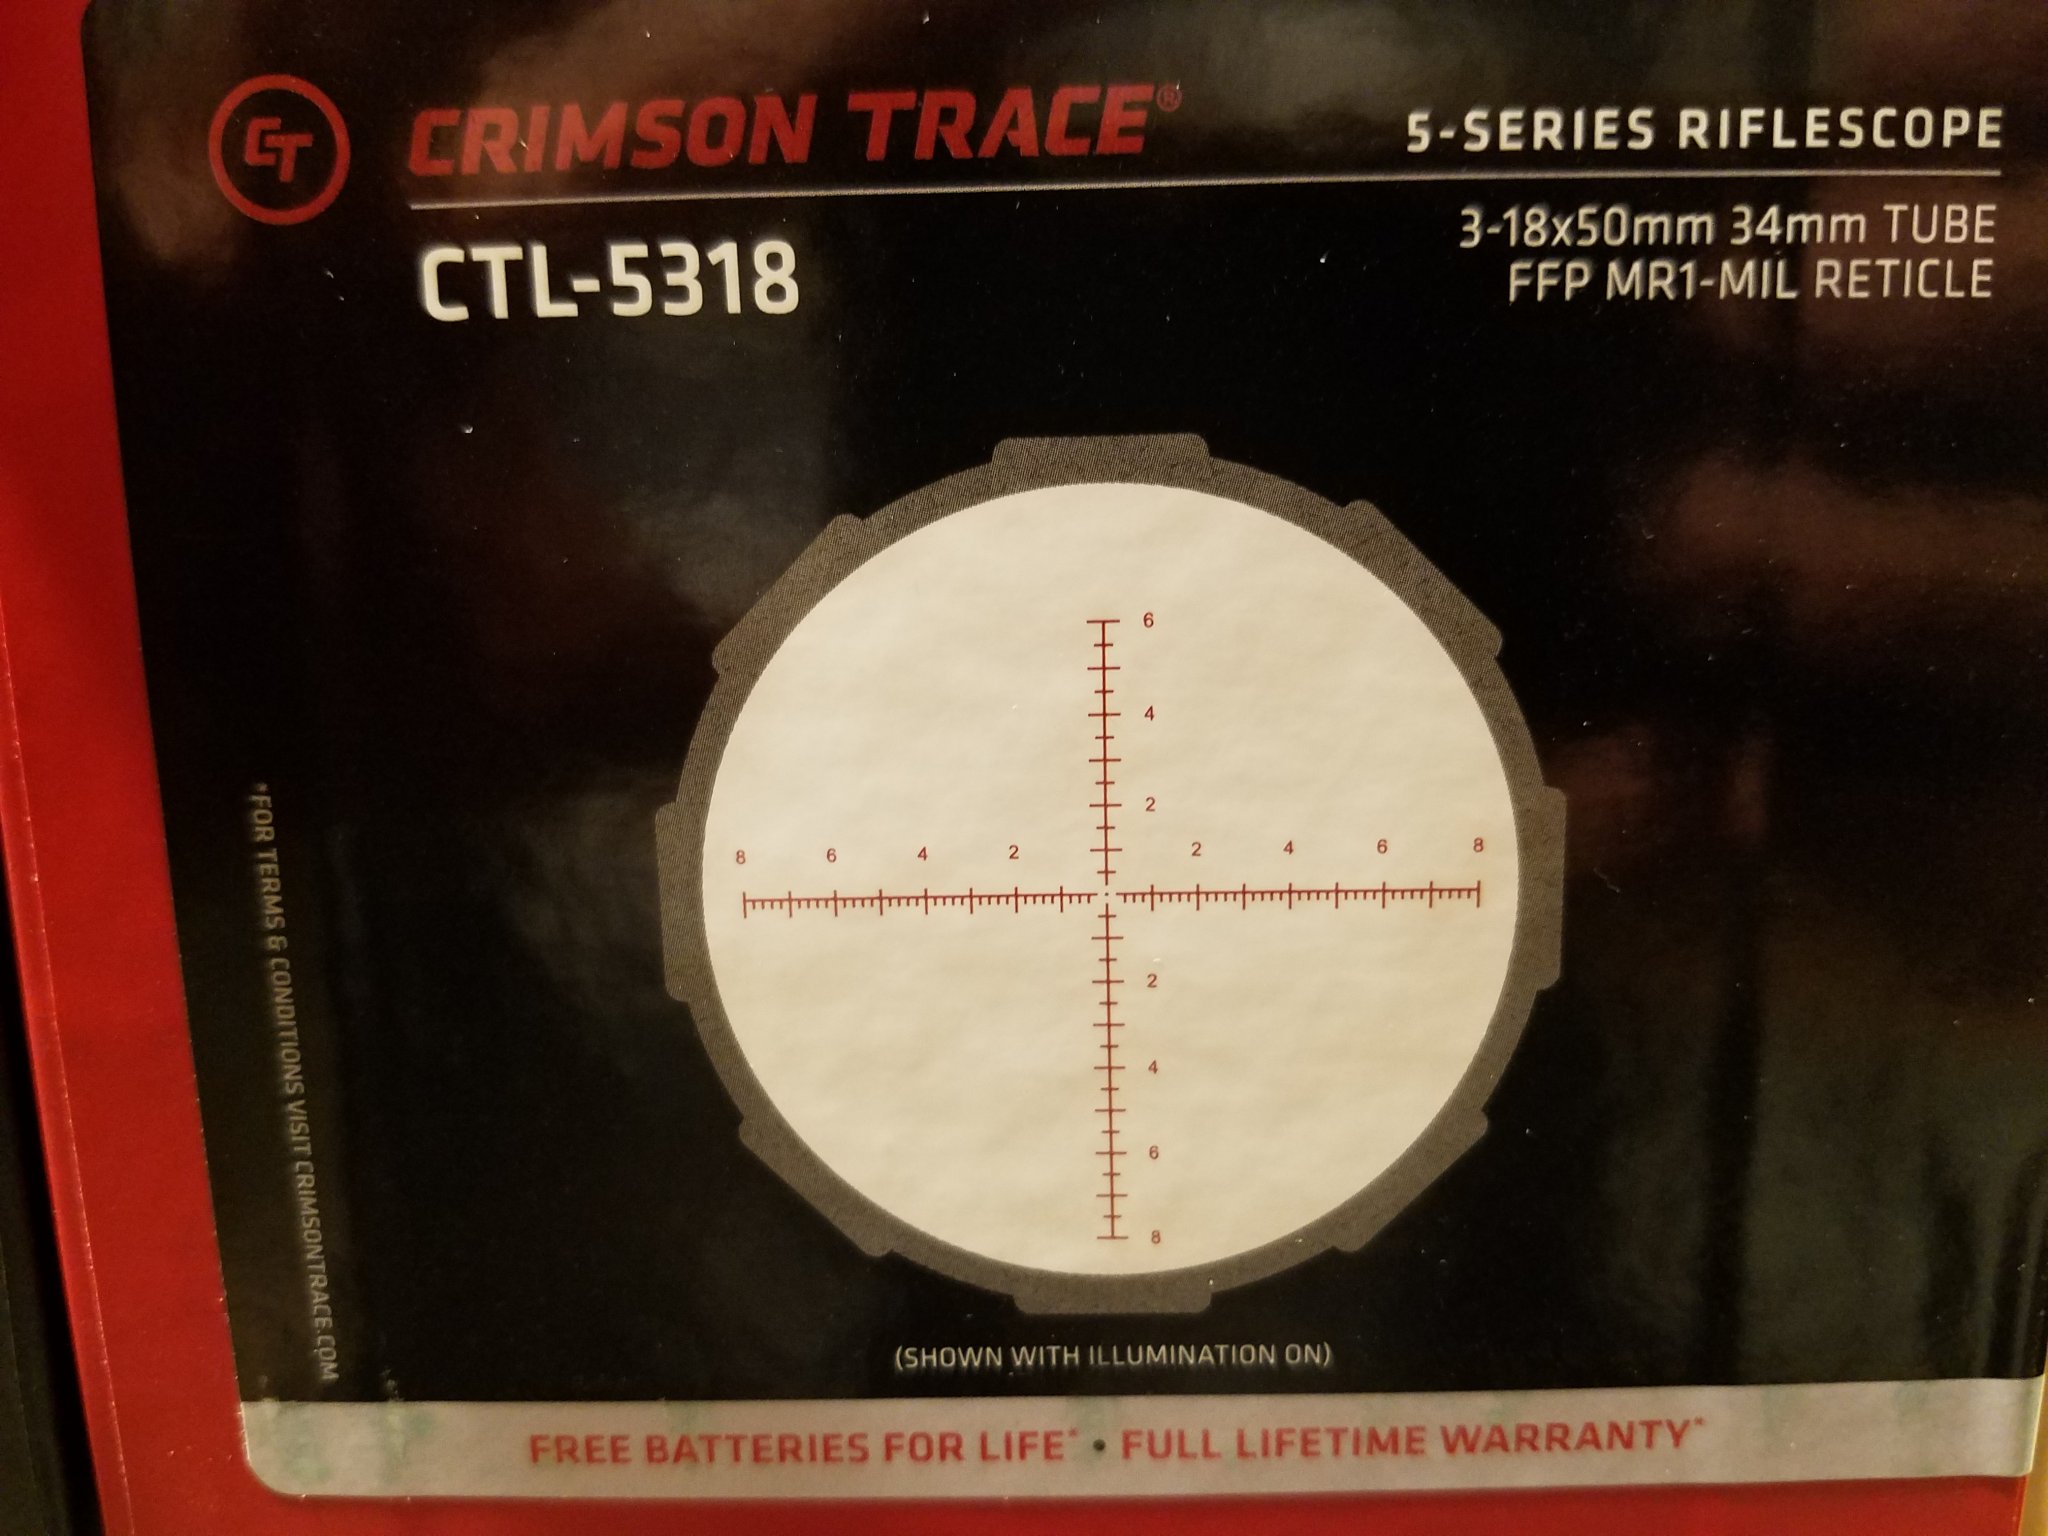 CT CRIMSON TRACE® 5-SERIES RIFLESCOPE
CTL-5318
3-18x50mm 34mm TUBE
FFP MR1-MIL RETICLE
6
4
2
8 6 4 2 2 4 6 8
2
4
6
8
(SHOWN WITH ILLUMINATION ON)
*FOR TERMS & CONDITIONS VISIT CRIMSONTRACE.COM
FREE BATTERIES FOR LIFE* • FULL LIFETIME WARRANTY*